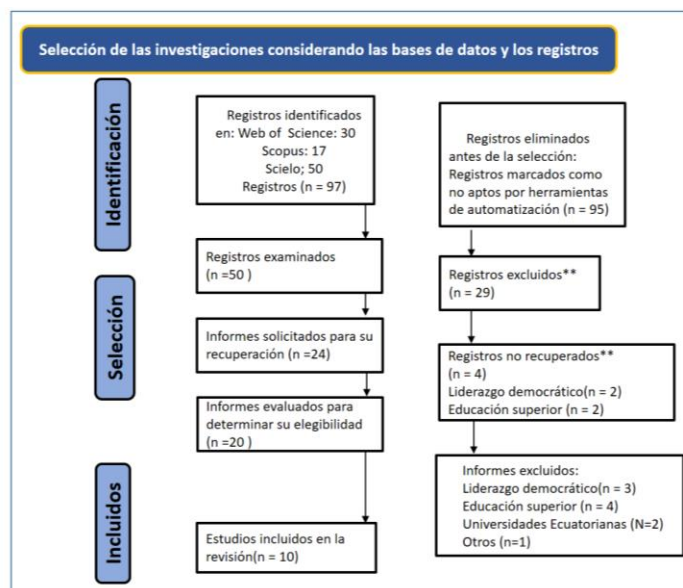 Selección de las investigaciones considerando las bases de datos y los registros
Identificación
Registros identificados
en: Web of Science: 30
Scopus: 17
Scielo; 50
Registros (n = 97)
Registros eliminados
antes de la selección:
Registros marcados como
no aptos por herramientas
de automatización (n = 95)
Selección
Registros examinados
(n =50 )
Registros excluidos**
(n = 29)
Informes solicitados para su
recuperación (n =24)
Registros no recuperados**
(n = 4)
Liderazgo democrático(n = 2)
Educación superior (n = 2)
Informes evaluados para
determinar su elegibilidad
(n =20 )
Incluidos
Informes excluidos:
Liderazgo democrático(n = 3)
Educación superior (n = 4)
Universidades Ecuatorianas (N=2)
Otros (n=1)
Estudios incluidos en la
revisión(n = 10)